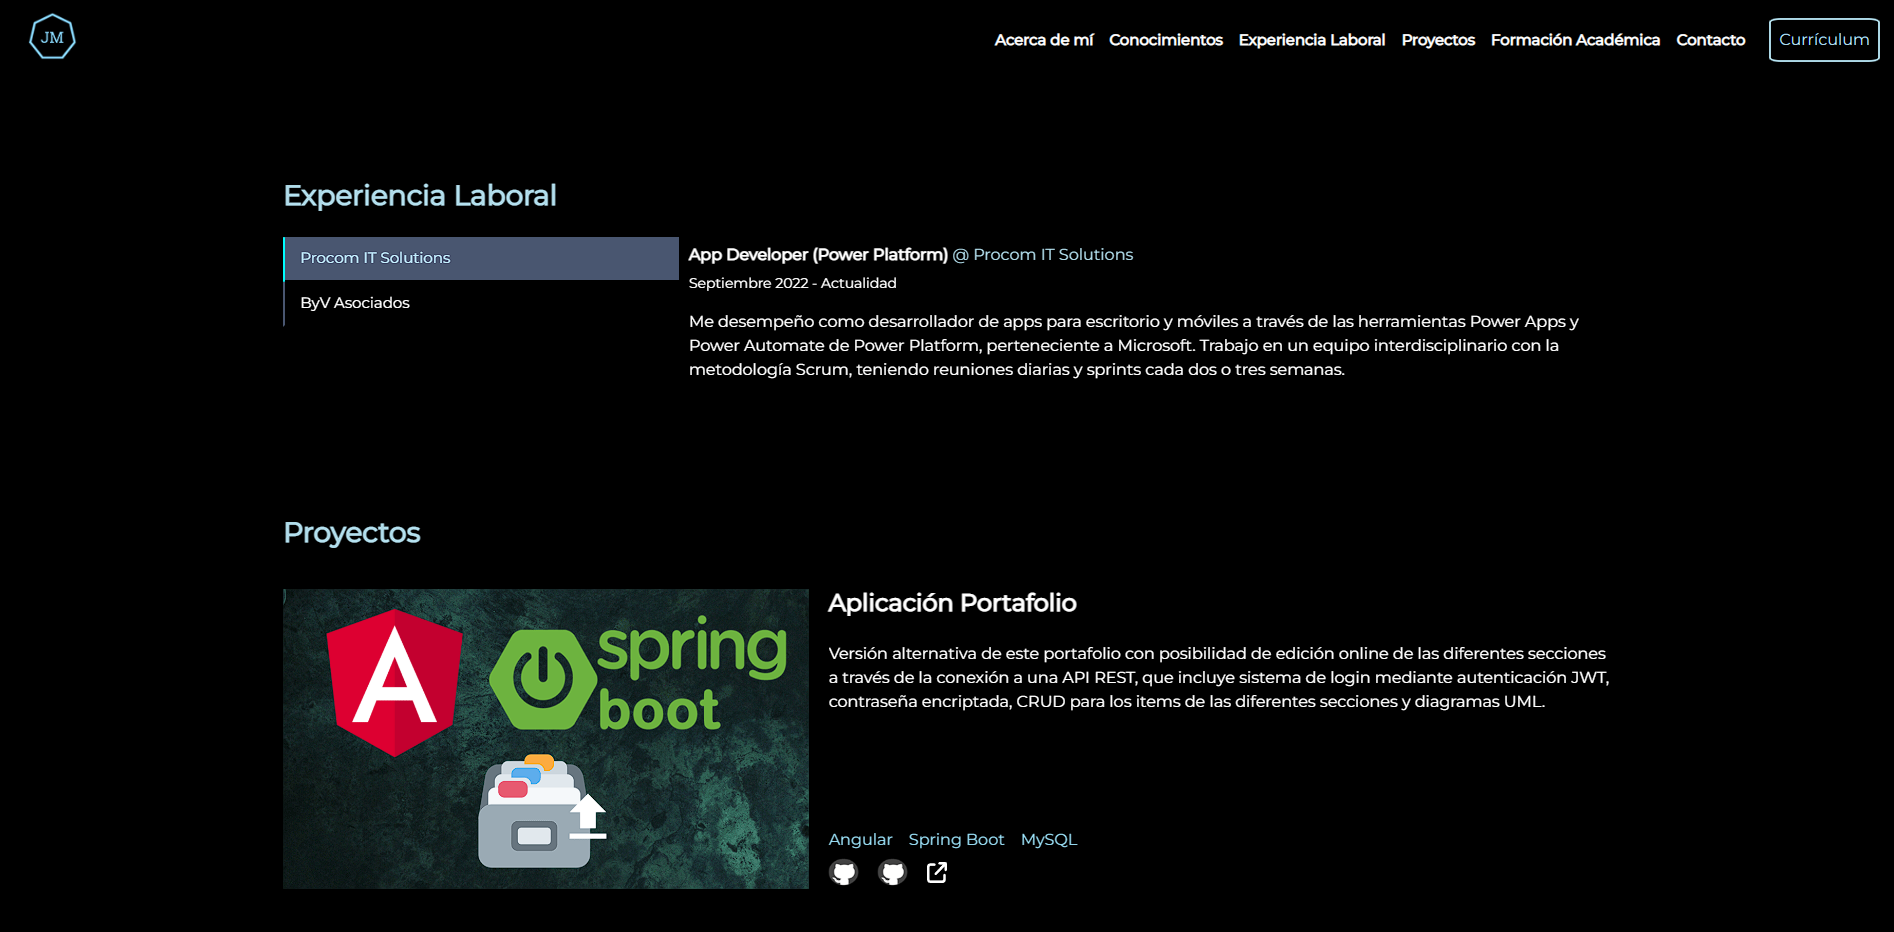 JM
Acerca de mí Conocimientos Experiencia Laboral Proyectos Formación Académica Contacto Currículum
Experiencia Laboral
Procom IT Solutions
ByV Asociados
App Developer (Power Platform) @ Procom IT Solutions
Septiembre 2022 - Actualidad
Me desempeño como desarrollador de apps para escritorio y móviles a través de las herramientas Power Apps y
Power Automate de Power Platform, perteneciente a Microsoft. Trabajo en un equipo interdisciplinario con la
metodología Scrum, teniendo reuniones diarias y sprints cada dos o tres semanas.
Proyectos
A
spring
boot
Aplicación Portafolio
Versión alternativa de este portafolio con posibilidad de edición online de las diferentes secciones
a través de la conexión a una API REST, que incluye sistema de login mediante autenticación JWT,
contraseña encriptada, CRUD para los items de las diferentes secciones y diagramas UML.
Angular Spring Boot MySQL